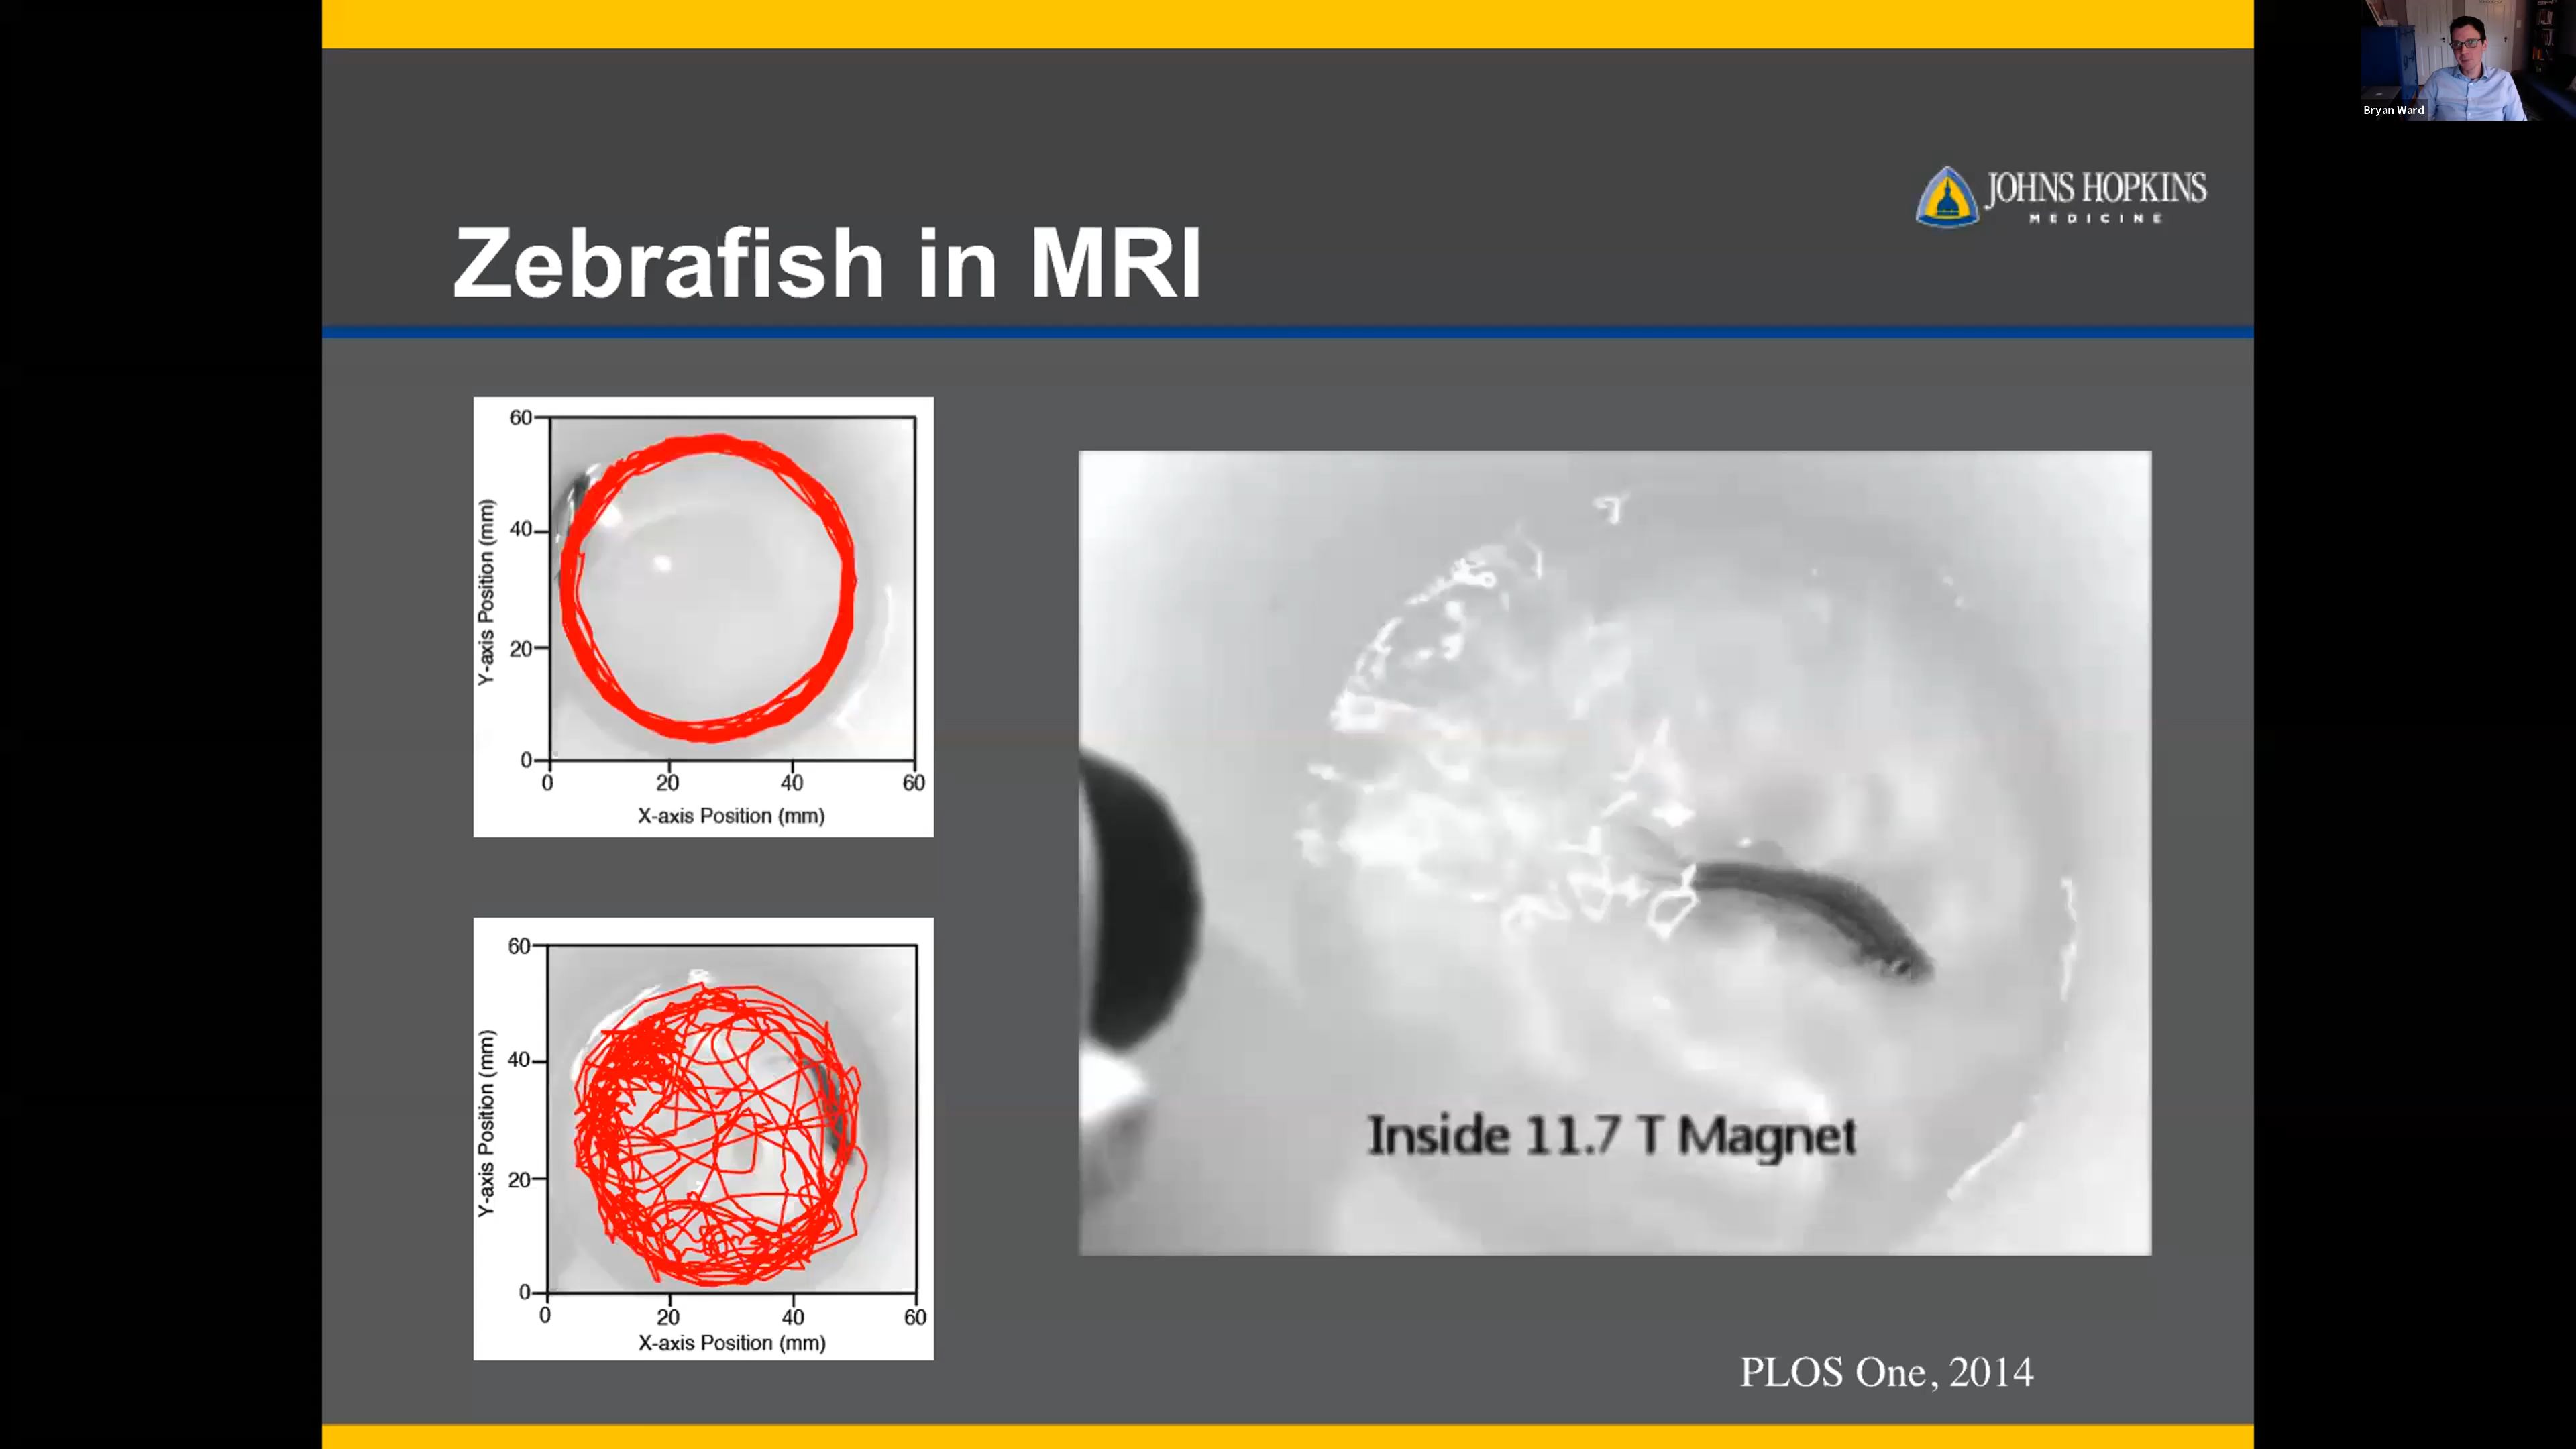 Bryan Ward
JOHNS HOPKINS
MEDICINE
Zebrafish in MRI
60
40
20
0
0 20 40 60
Y-axis Position (mm)
X-axis Position (mm)
60
40
20
0
0 20 40 60
Y-axis Position (mm)
X-axis Position (mm)
Inside 11.7 T Magnet
PLOS One, 2014